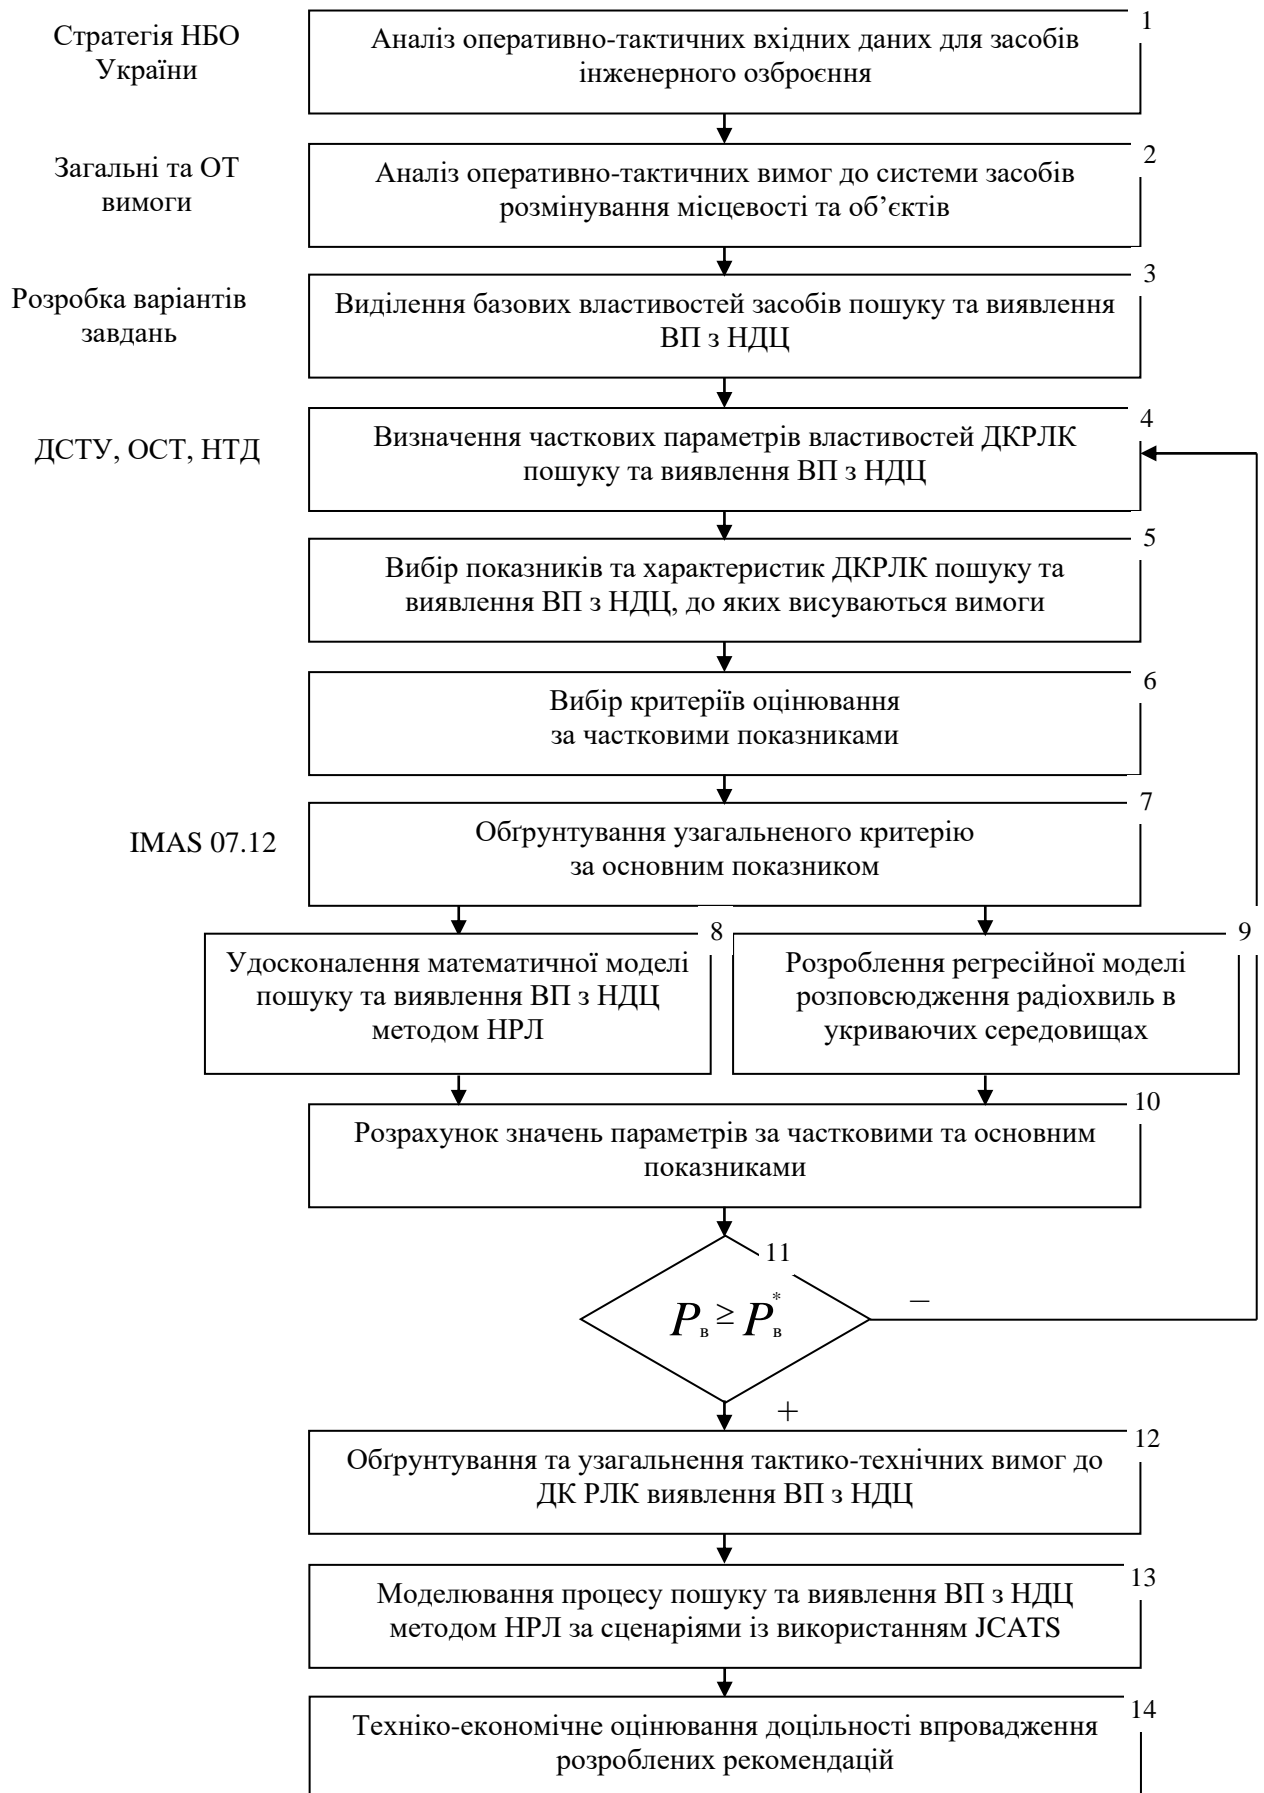 Стратегія НБО
України
1
Аналіз оперативно-тактичних вхідних даних для засобів
інженерного озброєння
Загальні та ОТ
вимоги
2
Аналіз оперативно-тактичних вимог до системи засобів
розмінування місцевості та об’єктів
Розробка варіантів
завдань
3
Виділення базових властивостей засобів пошуку та виявлення
ВП з НДЦ
ДСТУ, ОСТ, НТД
4
Визначення часткових параметрів властивостей ДКРЛК
пошуку та виявлення ВП з НДЦ
5
Вибір показників та характеристик ДКРЛК пошуку та
виявлення ВП з НДЦ, до яких висуваються вимоги
6
Вибір критеріїв оцінювання
за частковими показниками
IMAS 07.12
7
Обґрунтування узагальненого критерію
за основним показником
8
Удосконалення математичної моделі
пошуку та виявлення ВП з НДЦ
методом НРЛ
9
Розроблення регресійної моделі
розповсюдження радіохвиль в
укриваючих середовищах
10
Розрахунок значень параметрів за частковими та основним
показниками
11
P_в ≥ P_в^*
–
+
12
Обґрунтування та узагальнення тактико-технічних вимог до
ДК РЛК виявлення ВП з НДЦ
13
Моделювання процесу пошуку та виявлення ВП з НДЦ
методом НРЛ за сценаріями із використанням JCATS
14
Техніко-економічне оцінювання доцільності впровадження
розроблених рекомендацій